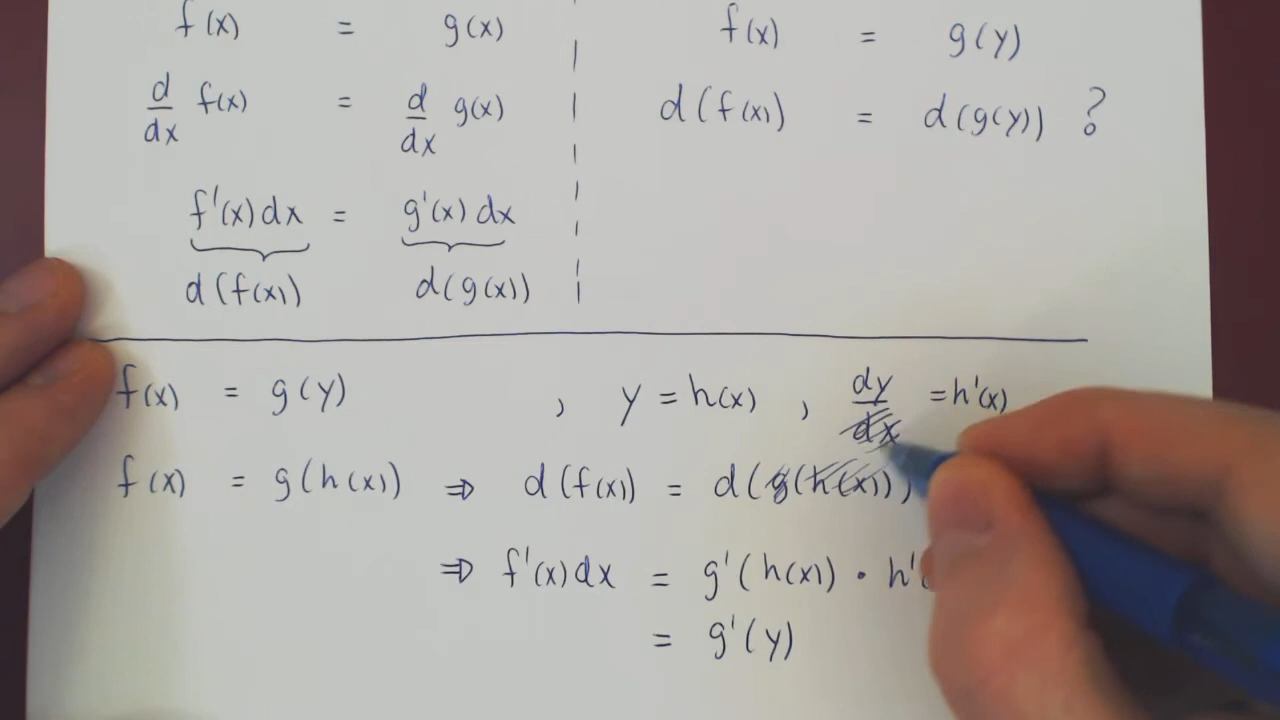 f(x) = g(x)
d/dx f(x) = d/dx g(x)
f'(x)dx = g'(x)dx
d(f(x)) d(g(x))
f(x) = g(y)
d(f(x)) = d(g(y)) ?
f(x) = g(y) , y = h(x) , dy/dx = h'(x)
f(x) = g(h(x)) ⇒ d(f(x)) = d(g(h(x)))
⇒ f'(x)dx = g'(h(x)) · h'(
= g'(y)